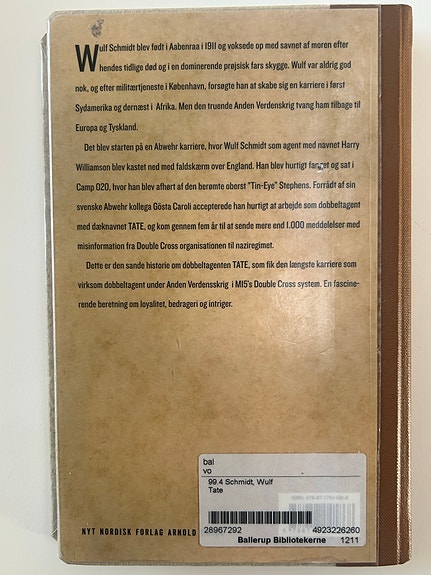 Wulf Schmidt blev født i Aabenraa i 1911 og voksede op med savnet af moren efter
hendes tidlige død og i en dominerende prøjsisk fars skygge. Wulf var aldrig god
nok, og efter militærtjeneste i København, forsøgte han at skabe sig en karriere i først
Sydamerika og dernæst i Afrika. Men den truende Anden Verdenskrig tvang ham tilbage til
Europa og Tyskland.
Det blev starten på en Abwehr karriere, hvor Wulf Schmidt som agent med navnet Harry
Williamson blev kastet ned med faldskærm over England. Han blev hurtigt fanget og sat i
Camp 020, hvor han blev afhørt af den berømte oberst "Tin-Eye" Stephens. Forrådt af sin
svenske Abwehr kollega Gösta Caroli accepterede han hurtigt at arbejde som dobbeltagent
med dæknavnet TATE, og kom gennem fem år til at sende mere end 1.000 meddelelser med
misinformation fra Double Cross organisationen til naziregimet.
Dette er den sande historie om dobbeltagenten TATE, som fik den længste karriere som
virksom dobbeltagent under Anden Verdensskrig i MI5's Double Cross system. En fascine-
rende beretning om loyalitet, bedrageri og intriger.
bal
vo
99.4 Schmidt, Wulf
Tate
NYT NORDISK FORLAG ARNOLD
28967292 4923226260
Ballerup Bibliotekerne 1211